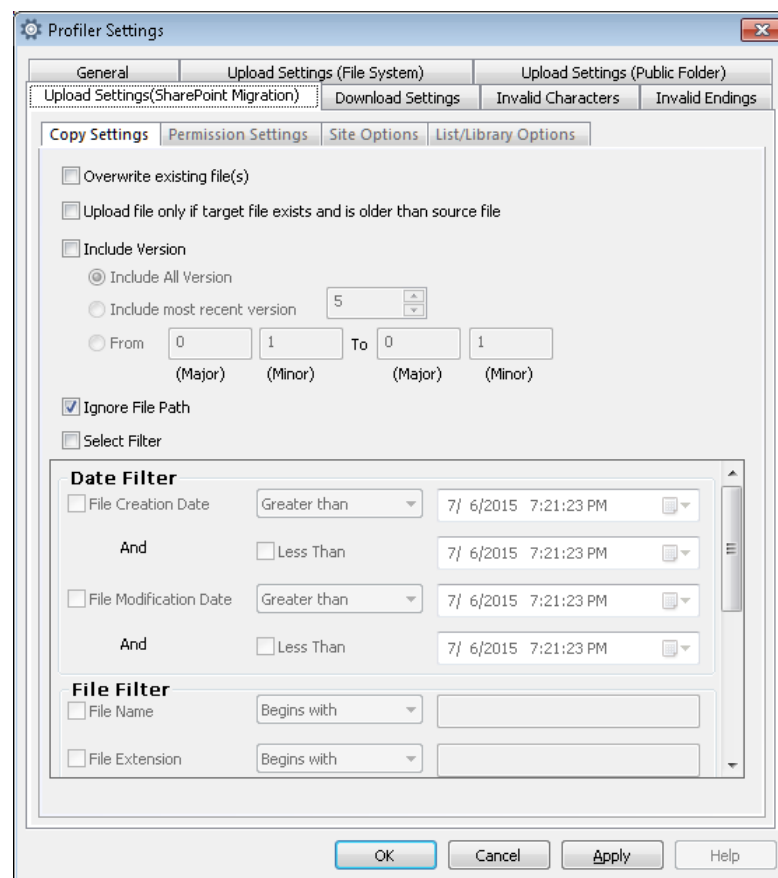 Profiler Settings
General
Upload Settings (File System)
Upload Settings (Public Folder)
Upload Settings(SharePoint Migration)
Download Settings
Invalid Characters
Invalid Endings
Copy Settings
Permission Settings
Site Options
List/Library Options
Overwrite existing file(s)
Upload file only if target file exists and is older than source file
Include Version
Include All Version
Include most recent version 5
From 0 1 To 0 1
(Major) (Minor) (Major) (Minor)
Ignore File Path
Select Filter
Date Filter
File Creation Date Greater than 7/ 6/2015 7:21:23 PM
And Less Than 7/ 6/2015 7:21:23 PM
File Modification Date Greater than 7/ 6/2015 7:21:23 PM
And Less Than 7/ 6/2015 7:21:23 PM
File Filter
File Name Begins with
File Extension Begins with
OK Cancel Apply Help